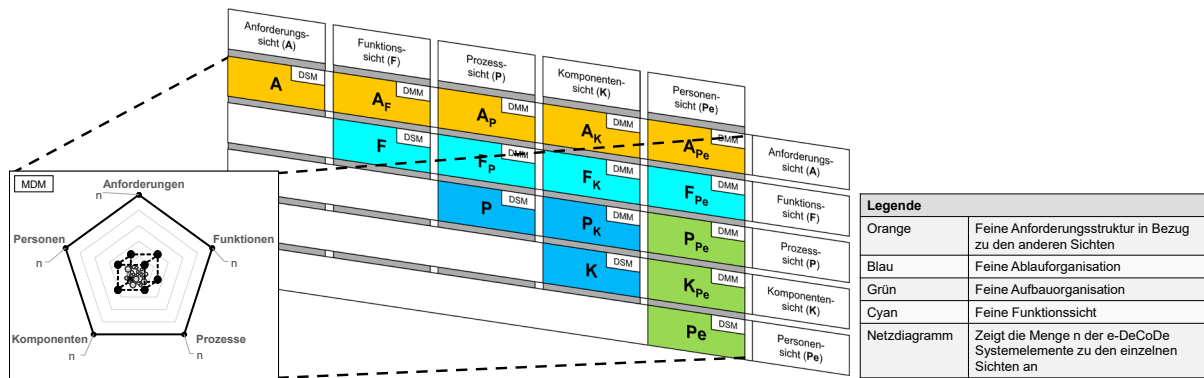 Anforderungs-
sicht (A)
Funktions-
sicht (F)
Prozess-
sicht (P)
Komponenten-
sicht (K)
Personen-
sicht (Pe)
A DSM
AF DMM
AP DMM
AK DMM
APe DMM
Anforderungs-
sicht (A)
F DSM
FP DMM
FK DMM
FPe DMM
Funktions-
sicht (F)
P DSM
PK DMM
PPe DMM
Prozess-
sicht (P)
K DSM
KPe DMM
Komponenten-
sicht (K)
Pe DSM
Personen-
sicht (Pe)
MDM
Anforderungen
n
Personen
n
Funktionen
n
Komponenten
n
Prozesse
n
Legende
Orange Feine Anforderungsstruktur in Bezug
zu den anderen Sichten
Blau Feine Ablauforganisation
Grün Feine Aufbauorganisation
Cyan Feine Funktionssicht
Netzdiagramm Zeigt die Menge n der e-DeCoDe
Systemelemente zu den einzelnen
Sichten an